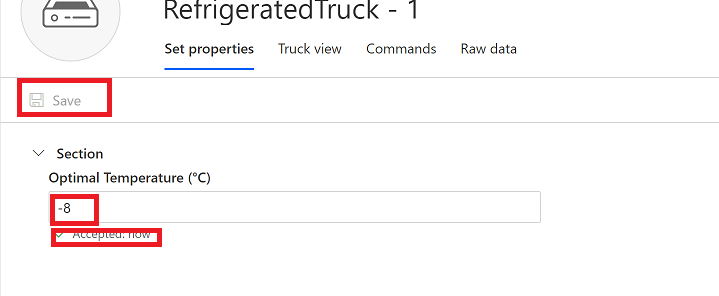 RefrigeratedTruck - 1
Set properties Truck view Commands Raw data
Save
Section
Optimal Temperature (°C)
-8
Accepted: now